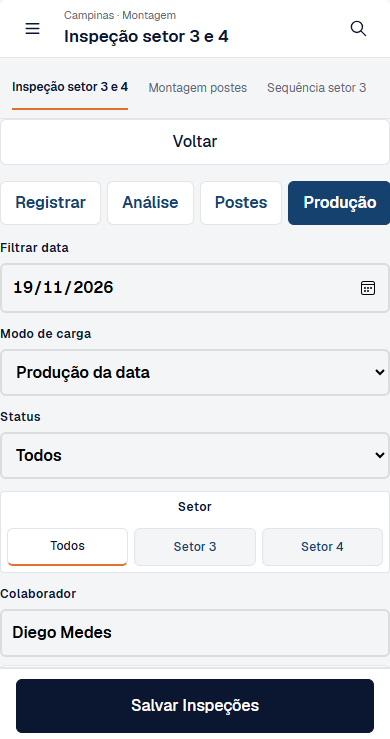 Campinas · Montagem
Inspeção setor 3 e 4
Inspeção setor 3 e 4 Montagem postes Sequência setor 3
Voltar
Registrar Análise Postes Produção
Filtrar data
19/11/2026
Modo de carga
Produção da data
Status
Todos
Setor
Todos Setor 3 Setor 4
Colaborador
Diego Medes
Salvar Inspeções